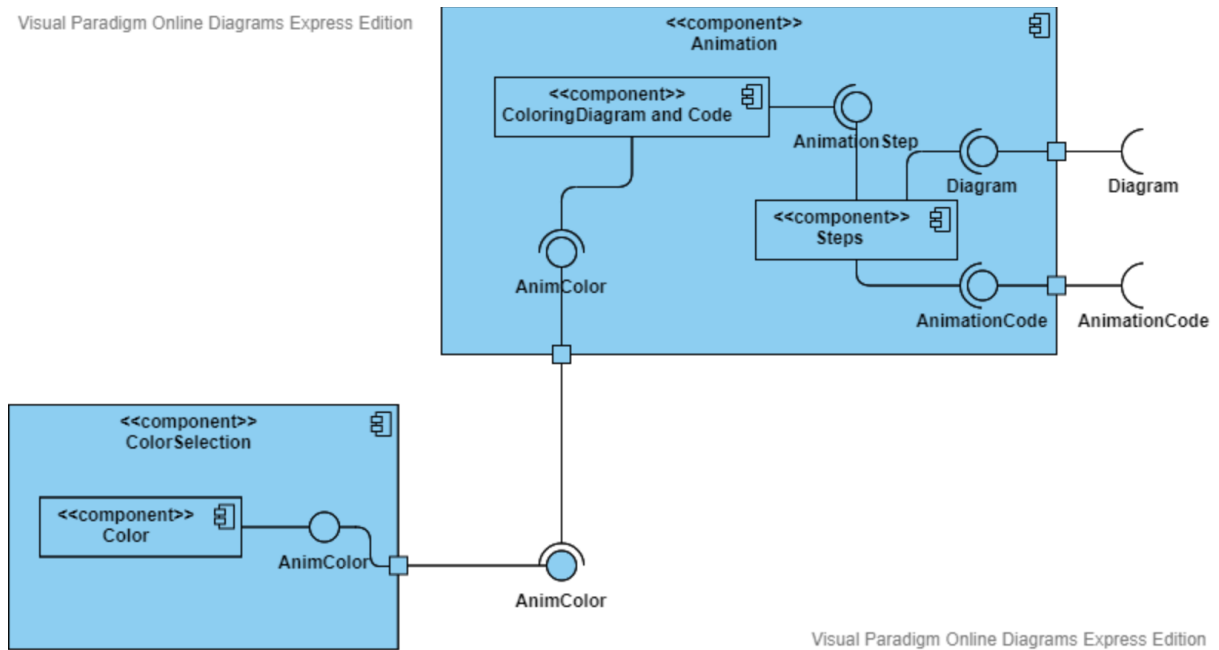 Visual Paradigm Online Diagrams Express Edition
<<component>>
Animation
<<component>>
ColoringDiagram and Code
AnimationStep
Diagram
Diagram
<<component>>
Steps
AnimColor
AnimationCode
AnimationCode
<<component>>
ColorSelection
<<component>>
Color
AnimColor
AnimColor
Visual Paradigm Online Diagrams Express Edition